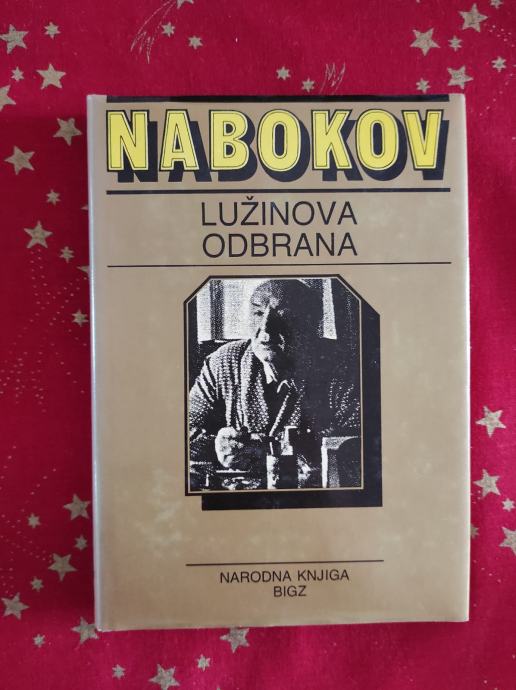 NABOKOV
LUŽINOVA
ODBRANA
NARODNA KNJIGA
BIGZ